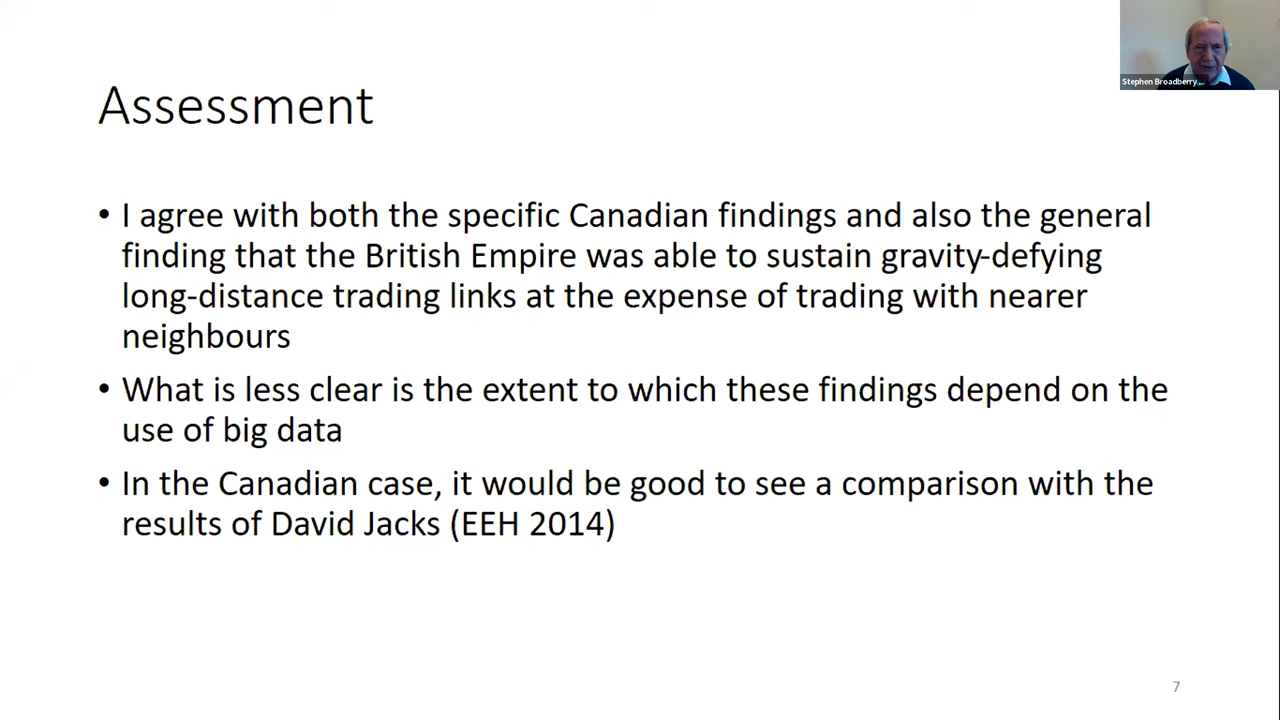 Stephen Broadberry
Assessment
• I agree with both the specific Canadian findings and also the general
finding that the British Empire was able to sustain gravity-defying
long-distance trading links at the expense of trading with nearer
neighbours
• What is less clear is the extent to which these findings depend on the
use of big data
• In the Canadian case, it would be good to see a comparison with the
results of David Jacks (EEH 2014)
7